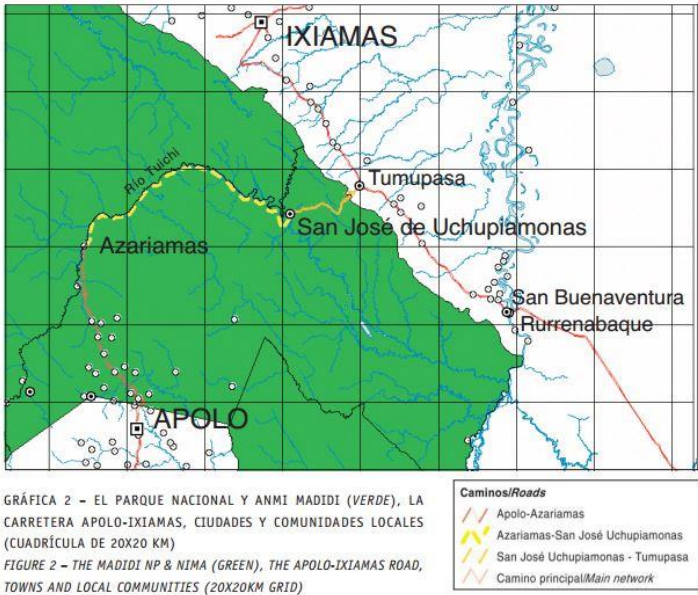 IXIAMAS
Río Tuichi
Tumupasa
San José de Uchupiamonas
Azariamas
San Buenaventura
Rurrenabaque
APOLO
GRÁFICA 2 – EL PARQUE NACIONAL Y ANMI MADIDI (VERDE), LA
CARRETERA APOLO-IXIAMAS, CIUDADES Y COMUNIDADES LOCALES
(CUADRÍCULA DE 20X20 KM)
FIGURE 2 – THE MADIDI NP & NIMA (GREEN), THE APOLO-IXIAMAS ROAD,
TOWNS AND LOCAL COMMUNITIES (20X20KM GRID)
Caminos/Roads
Apolo-Azariamas
Azariamas-San José Uchupiamonas
San José Uchupiamonas - Tumupasa
Camino principal/Main network